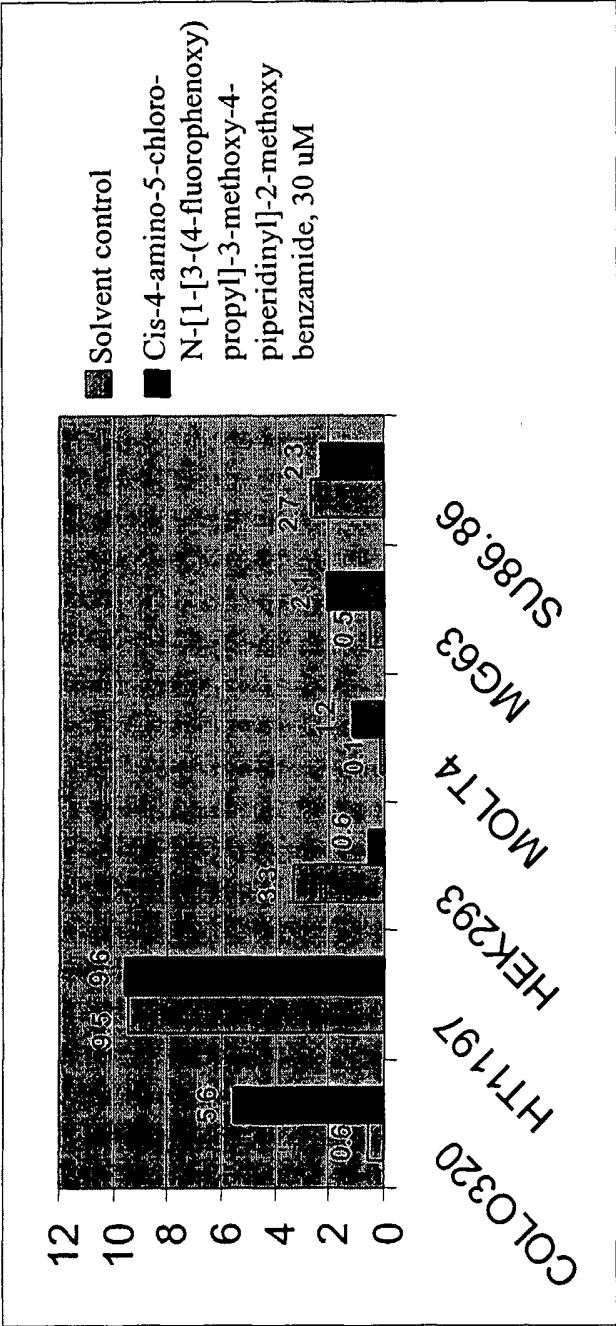 Solvent control
Cis-4-amino-5-chloro-
N-[1-[3-(4-fluorophenoxy)
propyl]-3-methoxy-4-
piperidinyl]-2-methoxy
benzamide, 30 uM
12
10
8
6
4
2
0
0.6
5.6
9.5
9.6
3.3
0.6
0.1
1.2
0.5
2.1
2.7
2.3
COLO320
HT1197
HEK293
MOLT4
MG63
SU86.86